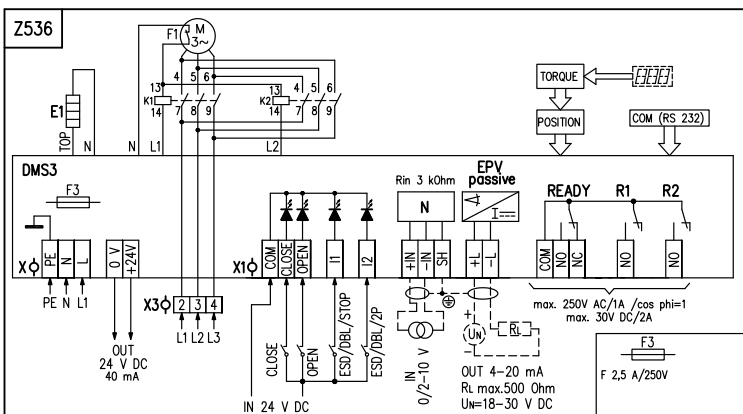 Z536
F1
M
3~
4 5 6
13
K1
14
7 8 9
13
K2
14
4 5 6
7 8 9
E1
TOP
N
N
L1
L2
TORQUE
POSITION
COM (RS 232)
DMS3
F3
Rin 3 kOhm
N
EPV
passive
I
READY
R1
R2
X
PE
N
L
0 V
+24V
X1
COM
CLOSE
OPEN
I1
I2
+IN
-IN
SH
+L
-L
COM
NO
NC
NO
NO
PE N L1
X3
2 3 4
L1 L2 L3
OUT
24 V DC
40 mA
CLOSE
OPEN
ESD/DBL/STOP
ESD/DBL/2P
IN 24 V DC
IN
0/2-10 V
+
UN
-
RL
OUT 4-20 mA
RL max.500 Ohm
UN=18-30 V DC
max. 250V AC/1A /cos phi=1
max. 30V DC/2A
F3
F 2,5 A/250V